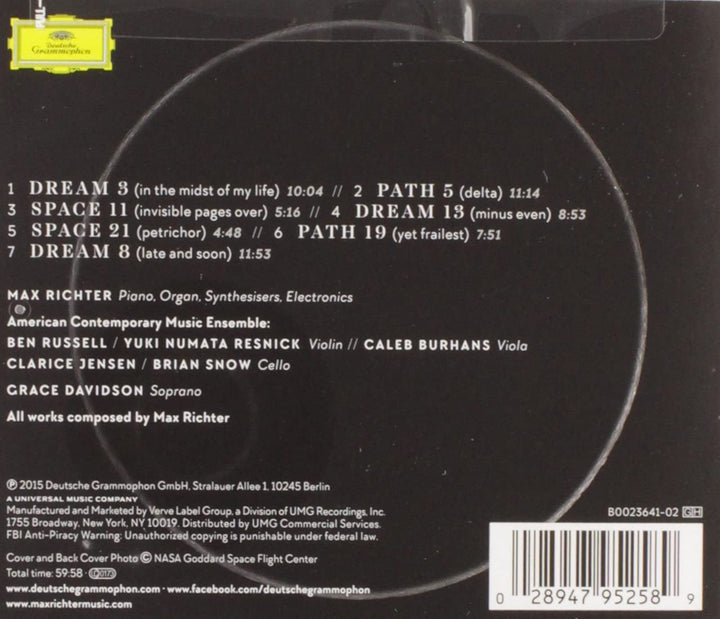 Deutsche
Grammophon
1 DREAM 3 (in the midst of my life) 10:04 // 2 PATH 5 (delta) 11:14
3 SPACE 11 (invisible pages over) 5:16 // 4 DREAM 13 (minus even) 8:53
5 SPACE 21 (petrichor) 4:48 // 6 PATH 19 (yet frailest) 7:51
7 DREAM 8 (late and soon) 11:53
MAX RICHTER Piano, Organ, Synthesisers, Electronics
American Contemporary Music Ensemble:
BEN RUSSELL / YUKI NUMATA RESNICK Violin // CALEB BURHANS Viola
CLARICE JENSEN / BRIAN SNOW Cello
GRACE DAVIDSON Soprano
All works composed by Max Richter
℗ 2015 Deutsche Grammophon GmbH, Stralauer Allee 1, 10245 Berlin
A UNIVERSAL MUSIC COMPANY
Manufactured and Marketed by Verve Label Group, a Division of UMG Recordings, Inc.
1755 Broadway, New York, NY 10019. Distributed by UMG Commercial Services.
FBI Anti-Piracy Warning: Unauthorized copying is punishable under federal law.
B0023641-02 GH
Cover and Back Cover Photo © NASA Goddard Space Flight Center
Total time: 59:58 ·
www.deutschegrammophon.com · www.facebook.com/deutschegrammophon
www.maxrichtermusic.com
0 28947 95258 9